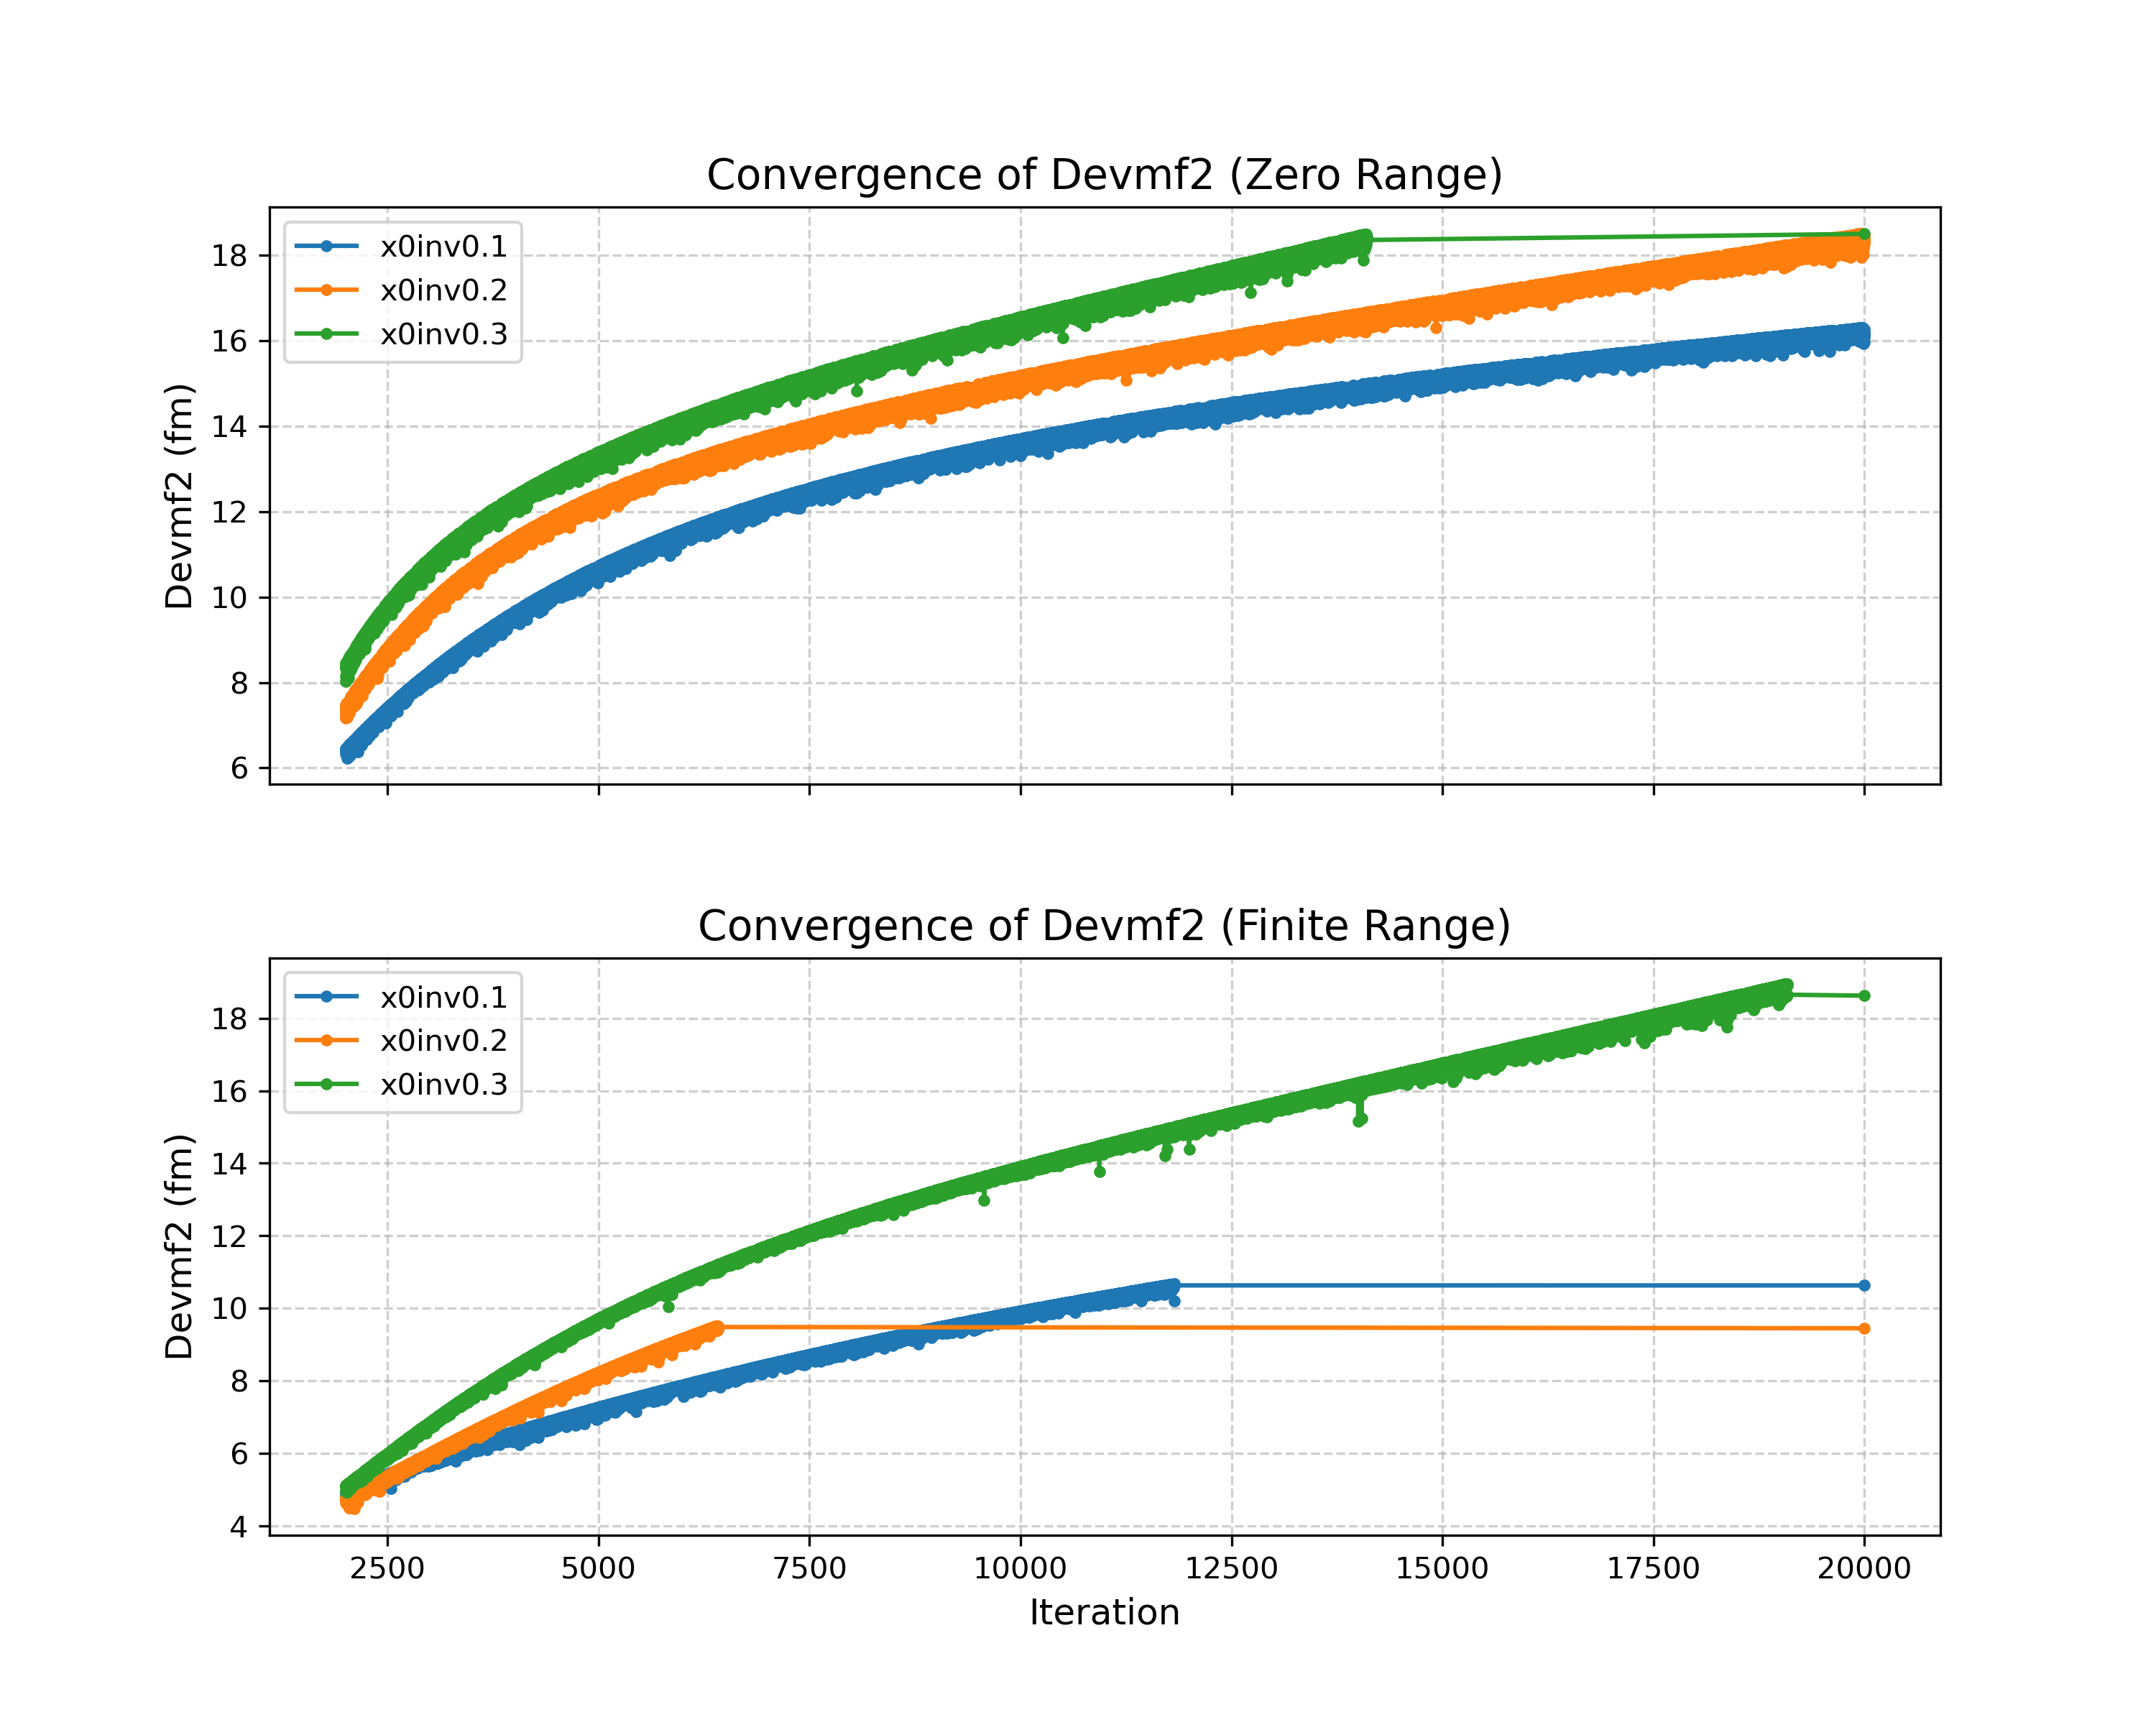 Convergence of Devmf2 (Zero Range)
x0inv0.1
x0inv0.2
x0inv0.3
Devmf2 (fm)
18
16
14
12
10
8
6
Convergence of Devmf2 (Finite Range)
x0inv0.1
x0inv0.2
x0inv0.3
Devmf2 (fm)
18
16
14
12
10
8
6
4
2500 5000 7500 10000 12500 15000 17500 20000
Iteration